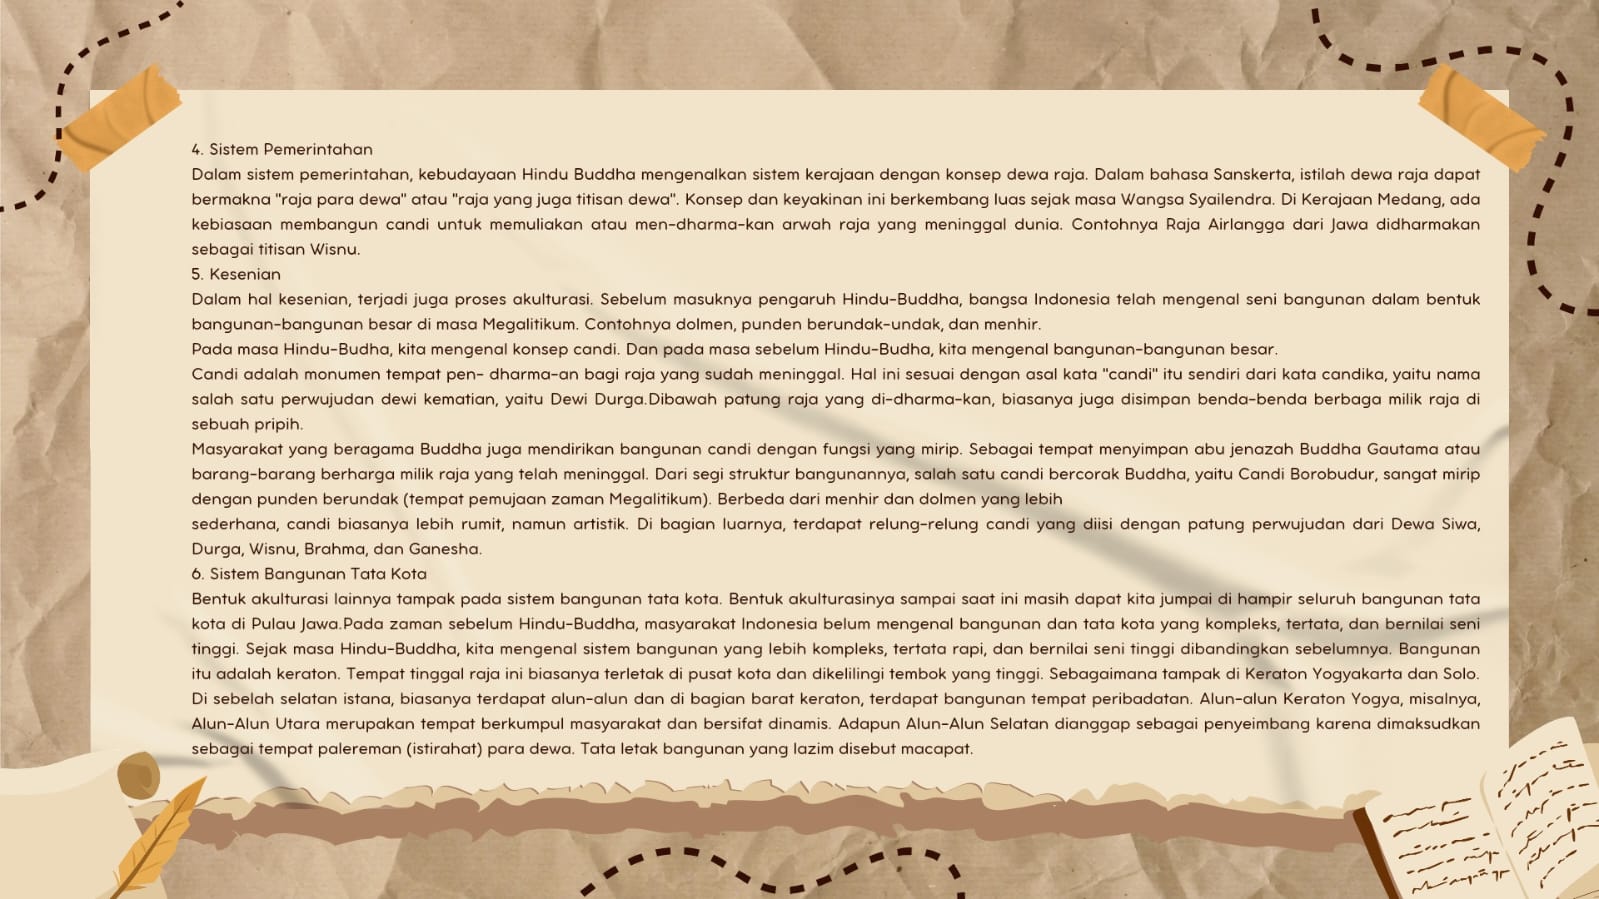 4. Sistem Pemerintahan
Dalam sistem pemerintahan, kebudayaan Hindu Buddha mengenalkan sistem kerajaan dengan konsep dewa raja. Dalam bahasa Sanskerta, istilah dewa raja dapat
bermakna "raja para dewa" atau "raja yang juga titisan dewa". Konsep dan keyakinan ini berkembang luas sejak masa Wangsa Syailendra. Di Kerajaan Medang, ada
kebiasaan membangun candi untuk memuliakan atau men-dharma-kan arwah raja yang meninggal dunia. Contohnya Raja Airlangga dari Jawa didharmakan
sebagai titisan Wisnu.
5. Kesenian
Dalam hal kesenian, terjadi juga proses akulturasi. Sebelum masuknya pengaruh Hindu-Buddha, bangsa Indonesia telah mengenal seni bangunan dalam bentuk
bangunan-bangunan besar di masa Megalitikum. Contohnya dolmen, punden berundak-undak, dan menhir.
Pada masa Hindu-Budha, kita mengenal konsep candi. Dan pada masa sebelum Hindu-Budha, kita mengenal bangunan-bangunan besar.
Candi adalah monumen tempat pen- dharma-an bagi raja yang sudah meninggal. Hal ini sesuai dengan asal kata "candi" itu sendiri dari kata candika, yaitu nama
salah satu perwujudan dewi kematian, yaitu Dewi Durga.Dibawah patung raja yang di-dharma-kan, biasanya juga disimpan benda-benda berbaga milik raja di
sebuah pripih.
Masyarakat yang beragama Buddha juga mendirikan bangunan candi dengan fungsi yang mirip. Sebagai tempat menyimpan abu jenazah Buddha Gautama atau
barang-barang berharga milik raja yang telah meninggal. Dari segi struktur bangunannya, salah satu candi bercorak Buddha, yaitu Candi Borobudur, sangat mirip
dengan punden berundak (tempat pemujaan zaman Megalitikum). Berbeda dari menhir dan dolmen yang lebih
sederhana, candi biasanya lebih rumit, namun artistik. Di bagian luarnya, terdapat relung-relung candi yang diisi dengan patung perwujudan dari Dewa Siwa,
Durga, Wisnu, Brahma, dan Ganesha.
6. Sistem Bangunan Tata Kota
Bentuk akulturasi lainnya tampak pada sistem bangunan tata kota. Bentuk akulturasinya sampai saat ini masih dapat kita jumpai di hampir seluruh bangunan tata
kota di Pulau Jawa.Pada zaman sebelum Hindu-Buddha, masyarakat Indonesia belum mengenal bangunan dan tata kota yang kompleks, tertata, dan bernilai seni
tinggi. Sejak masa Hindu-Buddha, kita mengenal sistem bangunan yang lebih kompleks, tertata rapi, dan bernilai seni tinggi dibandingkan sebelumnya. Bangunan
itu adalah keraton. Tempat tinggal raja ini biasanya terletak di pusat kota dan dikelilingi tembok yang tinggi. Sebagaimana tampak di Keraton Yogyakarta dan Solo.
Di sebelah selatan istana, biasanya terdapat alun-alun dan di bagian barat keraton, terdapat bangunan tempat peribadatan. Alun-alun Keraton Yogya, misalnya,
Alun-Alun Utara merupakan tempat berkumpul masyarakat dan bersifat dinamis. Adapun Alun-Alun Selatan dianggap sebagai penyeimbang karena dimaksudkan
sebagai tempat palereman (istirahat) para dewa. Tata letak bangunan yang lazim disebut macapat.